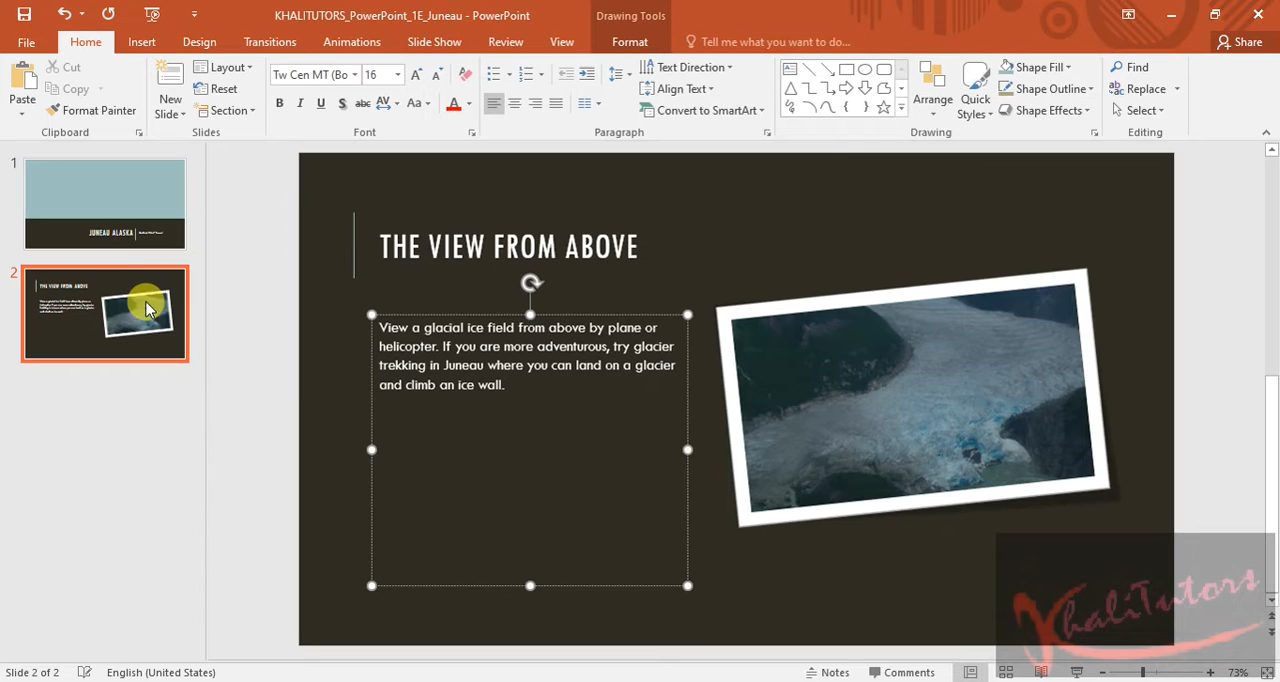 KHALITUTORS_PowerPoint_1E_Juneau - PowerPoint
Drawing Tools
File Home Insert Design Transitions Animations Slide Show Review View Format Tell me what you want to do... Share
Paste
Cut
Copy
Format Painter
Clipboard
New Slide
Layout
Reset
Section
Slides
Tw Cen MT (Bo 16
B I U S abc AV Aa A
Font
Text Direction
Align Text
Convert to SmartArt
Paragraph
Arrange
Quick Styles
Shape Fill
Shape Outline
Shape Effects
Drawing
Find
Replace
Select
Editing
1
JUNEAU ALASKA
2
THE VIEW FROM ABOVE
THE VIEW FROM ABOVE
View a glacial ice field from above by plane or
helicopter. If you are more adventurous, try glacier
trekking in Juneau where you can land on a glacier
and climb an ice wall.
KhaliTutors
Slide 2 of 2 English (United States) Notes Comments 73%